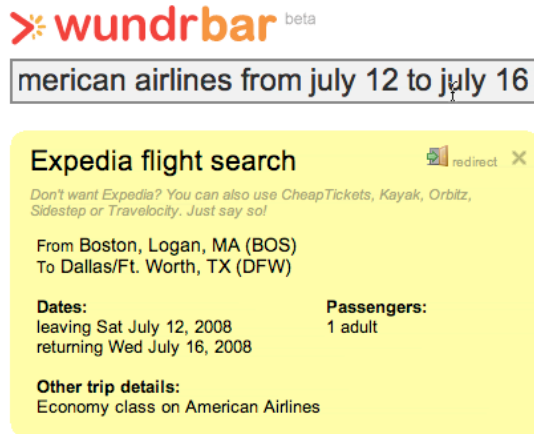 wundrbar beta
merican airlines from july 12 to july 16
Expedia flight search
redirect
Don't want Expedia? You can also use CheapTickets, Kayak, Orbitz,
Sidestep or Travelocity. Just say so!
From Boston, Logan, MA (BOS)
To Dallas/Ft. Worth, TX (DFW)
Dates:
leaving Sat July 12, 2008
returning Wed July 16, 2008
Passengers:
1 adult
Other trip details:
Economy class on American Airlines